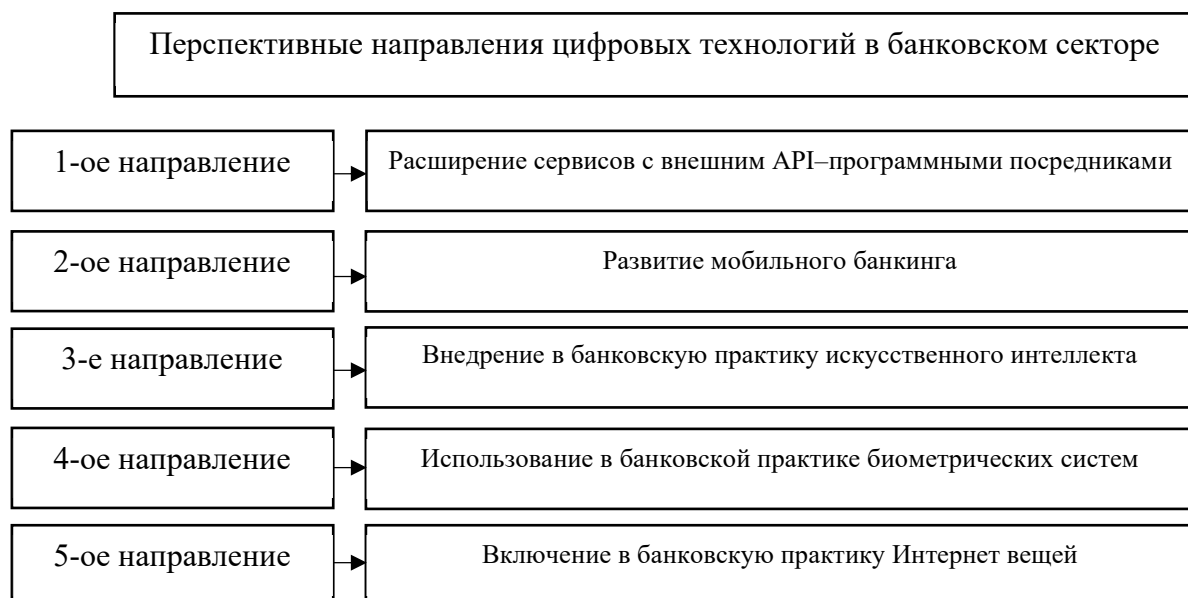 Перспективные направления цифровых технологий в банковском секторе
1-ое направление
Расширение сервисов с внешним API–программными посредниками
2-ое направление
Развитие мобильного банкинга
3-е направление
Внедрение в банковскую практику искусственного интеллекта
4-ое направление
Использование в банковской практике биометрических систем
5-ое направление
Включение в банковскую практику Интернет вещей